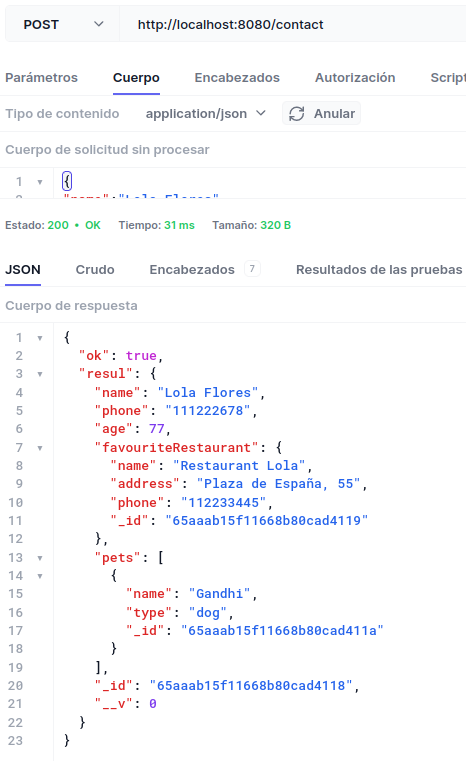 POST http://localhost:8080/contact
Parámetros Cuerpo Encabezados Autorización Script
Tipo de contenido application/json Anular
Cuerpo de solicitud sin procesar
1 {
Estado: 200 • OK Tiempo: 31 ms Tamaño: 320 B
JSON Crudo Encabezados 7 Resultados de las pruebas
Cuerpo de respuesta
1 {
2 "ok": true,
3 "resul": {
4 "name": "Lola Flores",
5 "phone": "111222678",
6 "age": 77,
7 "favouriteRestaurant": {
8 "name": "Restaurant Lola",
9 "address": "Plaza de España, 55",
10 "phone": "112233445",
11 "_id": "65aaab15f11668b80cad4119"
12 },
13 "pets": [
14 {
15 "name": "Gandhi",
16 "type": "dog",
17 "_id": "65aaab15f11668b80cad411a"
18 }
19 ],
20 "_id": "65aaab15f11668b80cad4118",
21 "__v": 0
22 }
23 }